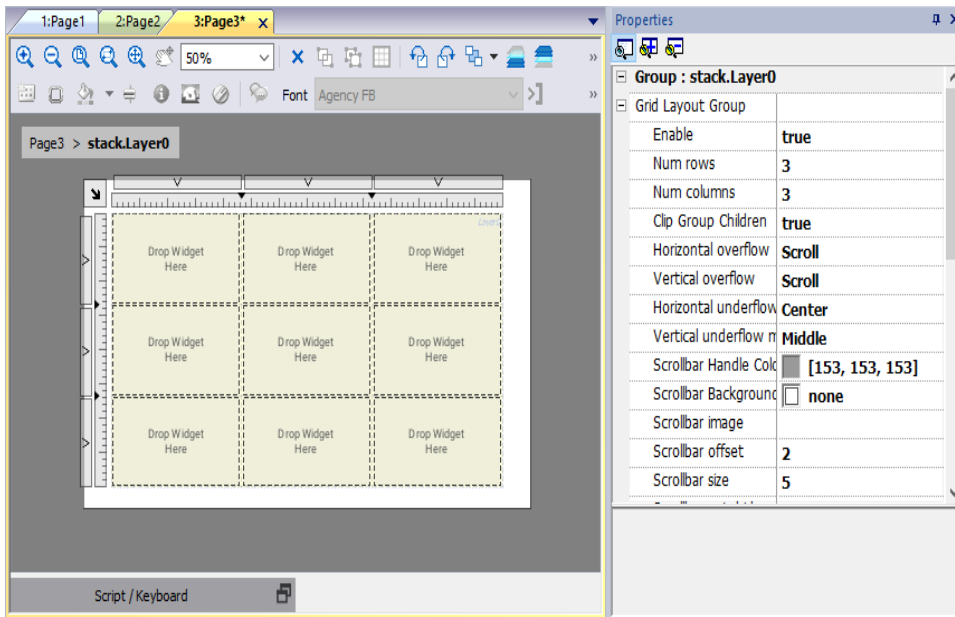 1:Page1 2:Page2 3:Page3* x
50%
Font Agency FB
Page3 > stack.Layer0
Drop Widget Here
Drop Widget Here
Drop Widget Here
Drop Widget Here
Drop Widget Here
Drop Widget Here
Drop Widget Here
Drop Widget Here
Drop Widget Here
Script / Keyboard
Properties
Group : stack.Layer0
Grid Layout Group
Enable true
Num rows 3
Num columns 3
Clip Group Children true
Horizontal overflow Scroll
Vertical overflow Scroll
Horizontal underflow Center
Vertical underflow m Middle
Scrollbar Handle Colo [153, 153, 153]
Scrollbar Background none
Scrollbar image
Scrollbar offset 2
Scrollbar size 5